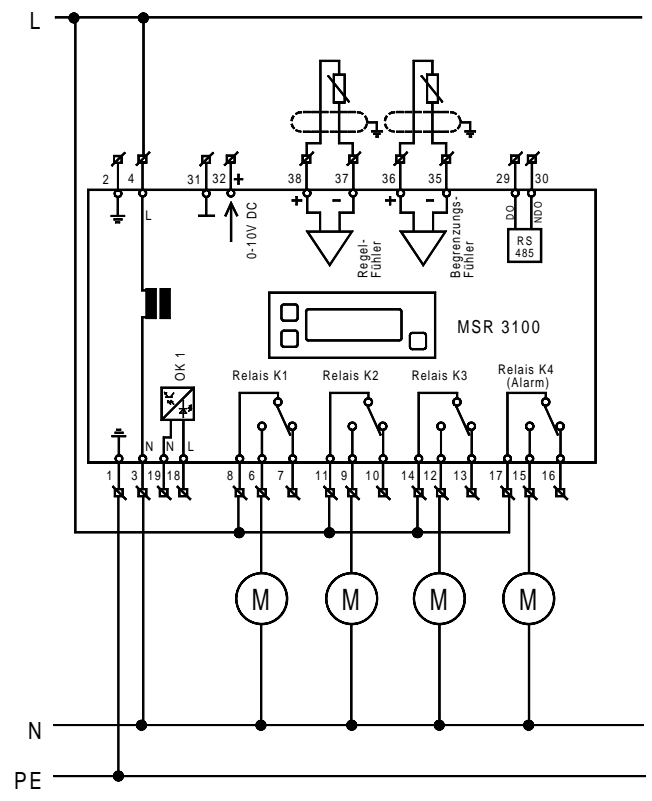 L
2 4 31 32 + 38 37 36 35 29 30
L
0-10V DC
+ -
Regel-
Fühler
+ -
Begrenzungs-
Fühler
DO
NDO
RS
485
MSR 3100
OK 1
Relais K1
Relais K2
Relais K3
Relais K4
(Alarm)
N N L
1 3 19 18 8 6 7 11 9 10 14 12 13 17 15 16
M M M M
N
PE